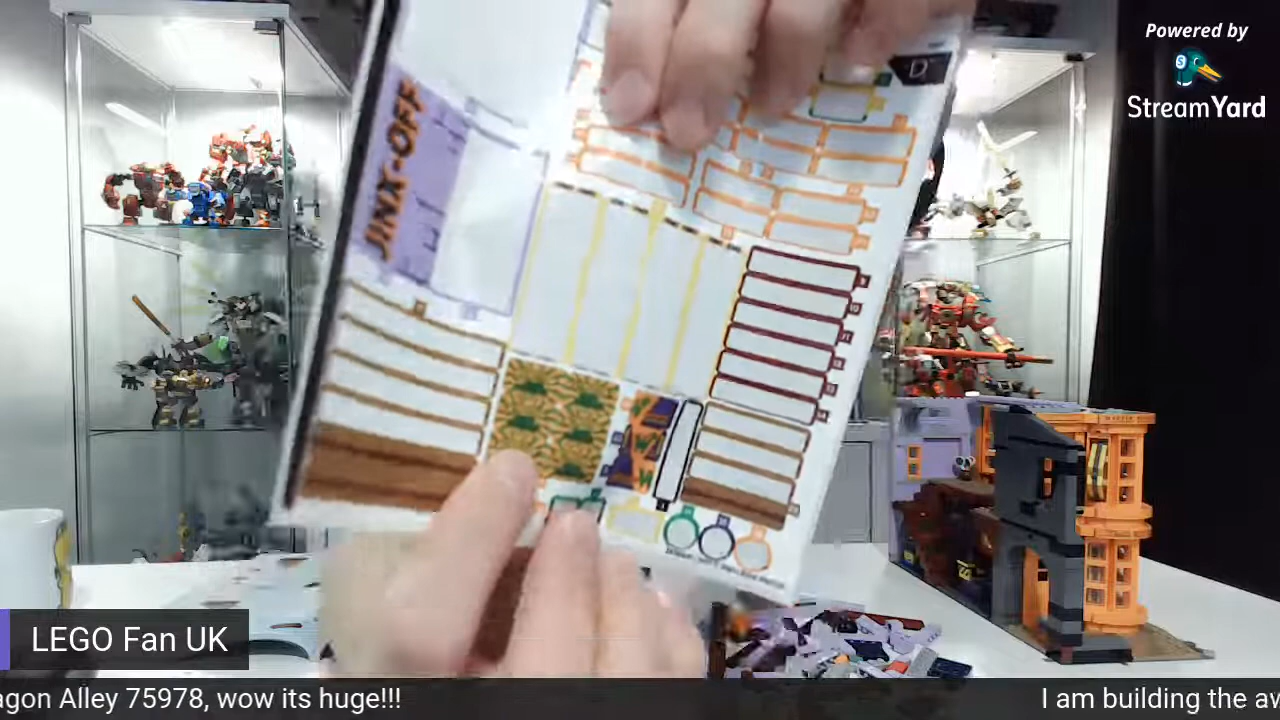 Powered by
StreamYard
D
JINX-OFF
LEGO Fan UK
agon Alley 75978, wow its huge!!!
I am building the av